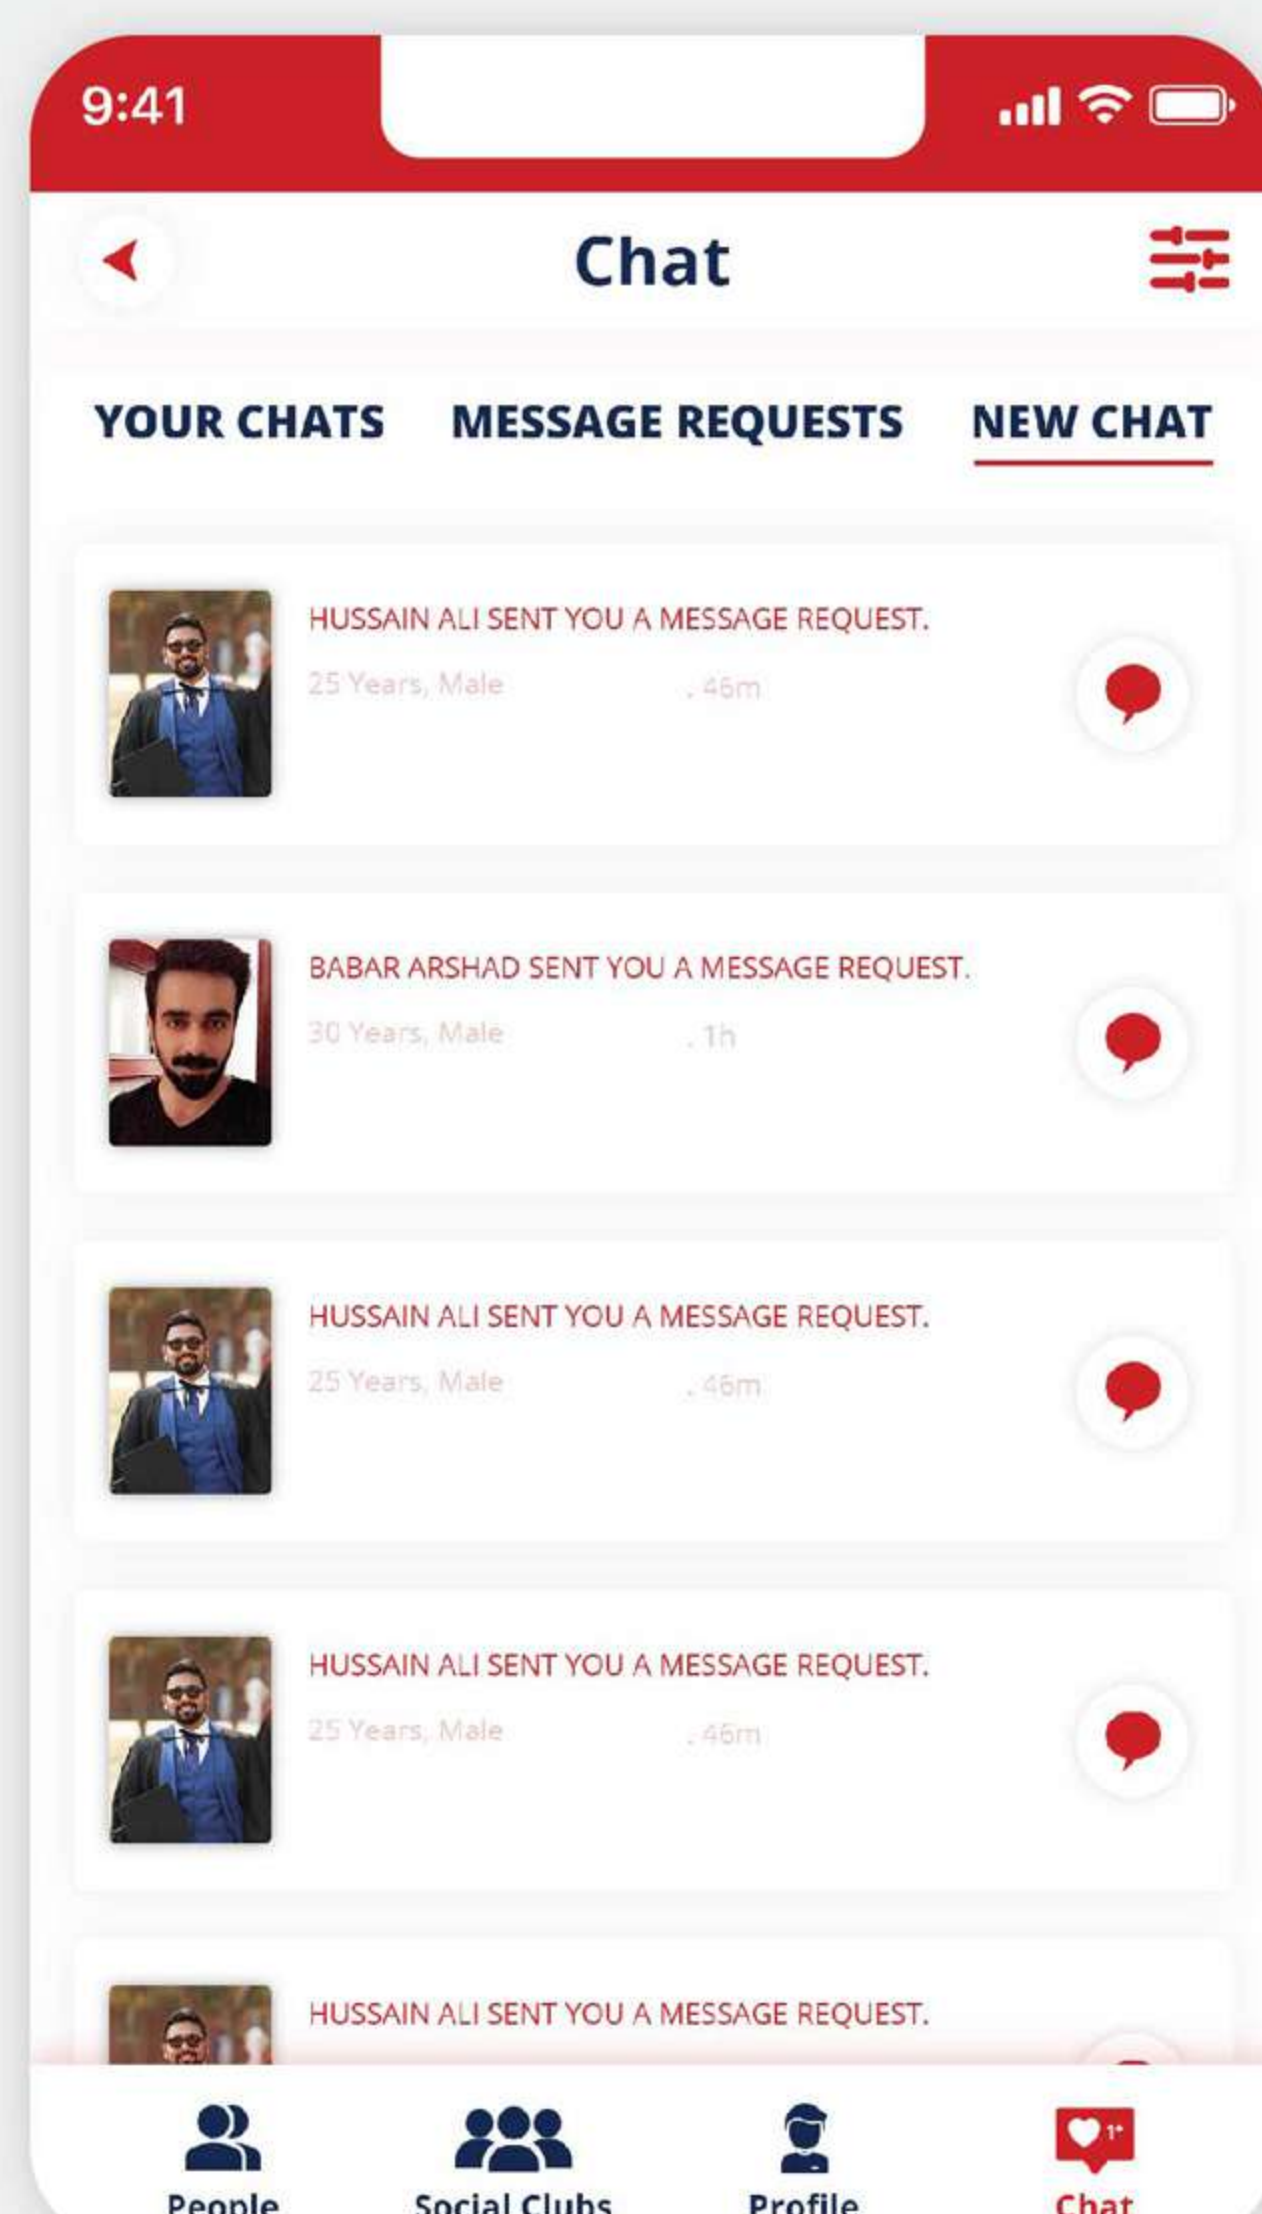 9:41
Chat
YOUR CHATS MESSAGE REQUESTS NEW CHAT
HUSSAIN ALI SENT YOU A MESSAGE REQUEST.
25 Years, Male . 46m
BABAR ARSHAD SENT YOU A MESSAGE REQUEST.
30 Years, Male . 1h
HUSSAIN ALI SENT YOU A MESSAGE REQUEST.
25 Years, Male . 46m
HUSSAIN ALI SENT YOU A MESSAGE REQUEST.
25 Years, Male . 46m
HUSSAIN ALI SENT YOU A MESSAGE REQUEST.
1+
People Social Clubs Profile Chat